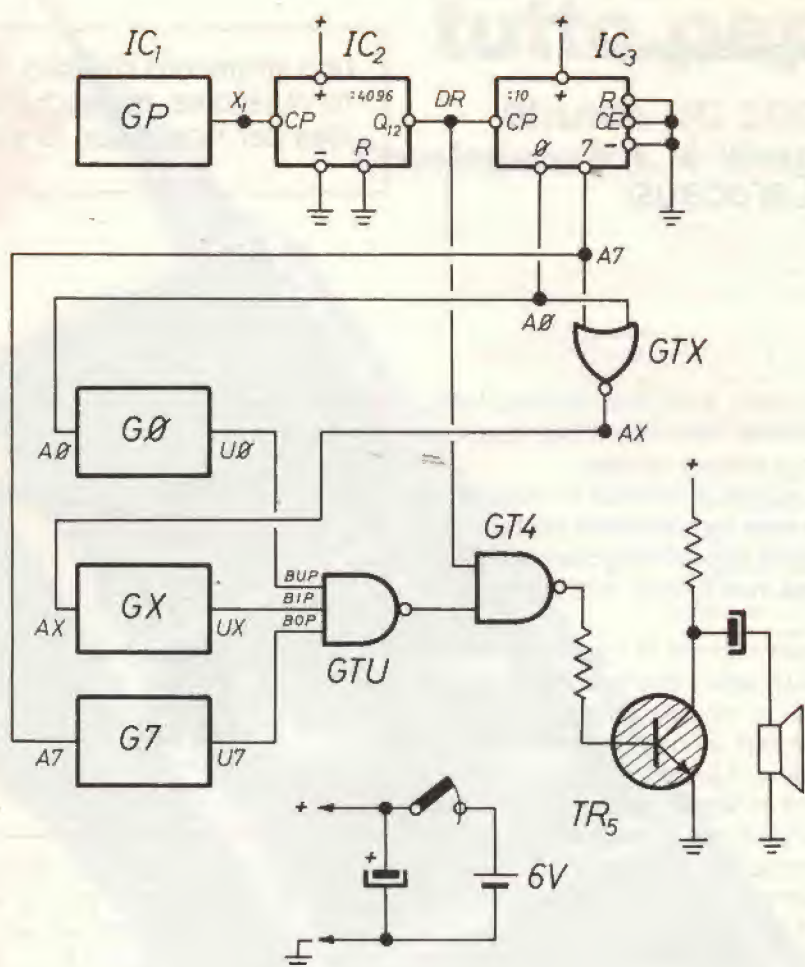 + +
IC1 IC2 IC3
GP X1 + :4096 DR :10 + R
CP Q12 CP CE
- R Ø 7 -
A7
AØ
GTX
GØ AX
AØ UØ +
GT4
GX BUP
AX UX BIP
BOP
GTU
G7
A7 U7
TR5
+
+ 6V